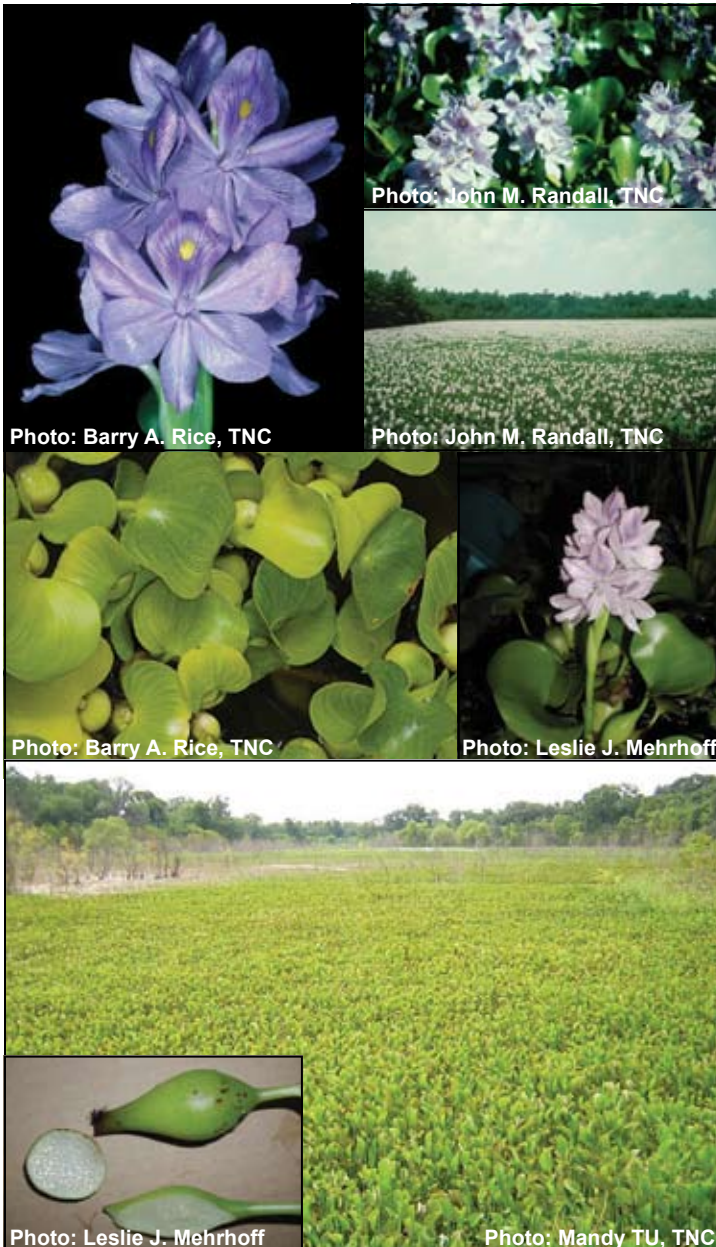 Photo: John M. Randall, TNC
Photo: Barry A. Rice, TNC
Photo: John M. Randall, TNC
Photo: Barry A. Rice, TNC
Photo: Leslie J. Mehrhoff
Photo: Leslie J. Mehrhoff
Photo: Mandy TU, TNC